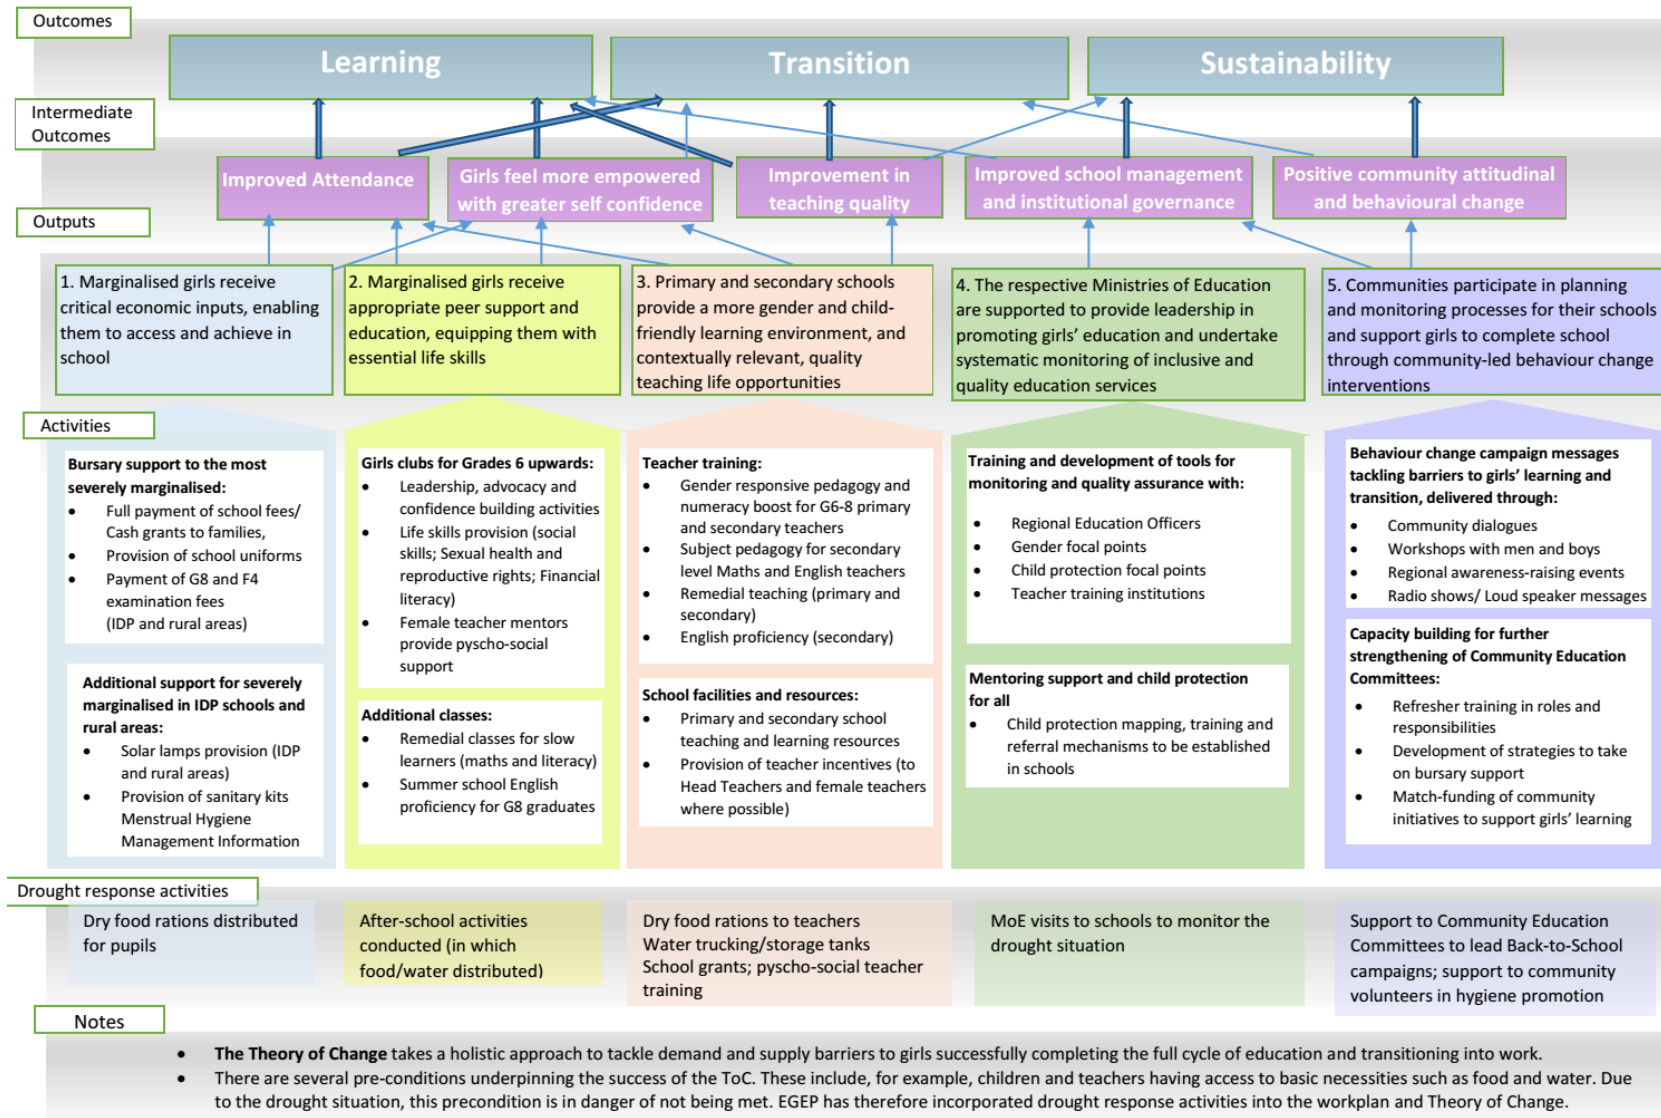 Outcomes
Learning
Transition
Sustainability
Intermediate
Outcomes
Improved Attendance
Girls feel more empowered
with greater self confidence
Improvement in
teaching quality
Improved school management
and institutional governance
Positive community attitudinal
and behavioural change
Outputs
1. Marginalised girls receive
critical economic inputs, enabling
them to access and achieve in
school
2. Marginalised girls receive
appropriate peer support and
education, equipping them with
essential life skills
3. Primary and secondary schools
provide a more gender and child-
friendly learning environment, and
contextually relevant, quality
teaching life opportunities
4. The respective Ministries of Education
are supported to provide leadership in
promoting girls’ education and undertake
systematic monitoring of inclusive and
quality education services
5. Communities participate in planning
and monitoring processes for their schools
and support girls to complete school
through community-led behaviour change
interventions
Activities
Bursary support to the most
severely marginalised:
• Full payment of school fees/
Cash grants to families,
• Provision of school uniforms
• Payment of G8 and F4
examination fees
(IDP and rural areas)
Additional support for severely
marginalised in IDP schools and
rural areas:
• Solar lamps provision (IDP
and rural areas)
• Provision of sanitary kits
Menstrual Hygiene
Management Information
Girls clubs for Grades 6 upwards:
• Leadership, advocacy and
confidence building activities
• Life skills provision (social
skills; Sexual health and
reproductive rights; Financial
literacy)
• Female teacher mentors
provide pyscho-social
support
Additional classes:
• Remedial classes for slow
learners (maths and literacy)
• Summer school English
proficiency for G8 graduates
Teacher training:
• Gender responsive pedagogy and
numeracy boost for G6-8 primary
and secondary teachers
• Subject pedagogy for secondary
level Maths and English teachers
• Remedial teaching (primary and
secondary)
• English proficiency (secondary)
School facilities and resources:
• Primary and secondary school
teaching and learning resources
• Provision of teacher incentives (to
Head Teachers and female teachers
where possible)
Training and development of tools for
monitoring and quality assurance with:
• Regional Education Officers
• Gender focal points
• Child protection focal points
• Teacher training institutions
Mentoring support and child protection
for all
• Child protection mapping, training and
referral mechanisms to be established
in schools
Behaviour change campaign messages
tackling barriers to girls’ learning and
transition, delivered through:
• Community dialogues
• Workshops with men and boys
• Regional awareness-raising events
• Radio shows/ Loud speaker messages
Capacity building for further
strengthening of Community Education
Committees:
• Refresher training in roles and
responsibilities
• Development of strategies to take
on bursary support
• Match-funding of community
initiatives to support girls’ learning
Drought response activities
Dry food rations distributed
for pupils
After-school activities
conducted (in which
food/water distributed)
Dry food rations to teachers
Water trucking/storage tanks
School grants; pyscho-social teacher
training
MoE visits to schools to monitor the
drought situation
Support to Community Education
Committees to lead Back-to-School
campaigns; support to community
volunteers in hygiene promotion
Notes
• The Theory of Change takes a holistic approach to tackle demand and supply barriers to girls successfully completing the full cycle of education and transitioning into work.
• There are several pre-conditions underpinning the success of the ToC. These include, for example, children and teachers having access to basic necessities such as food and water. Due
to the drought situation, this precondition is in danger of not being met. EGEP has therefore incorporated drought response activities into the workplan and Theory of Change.